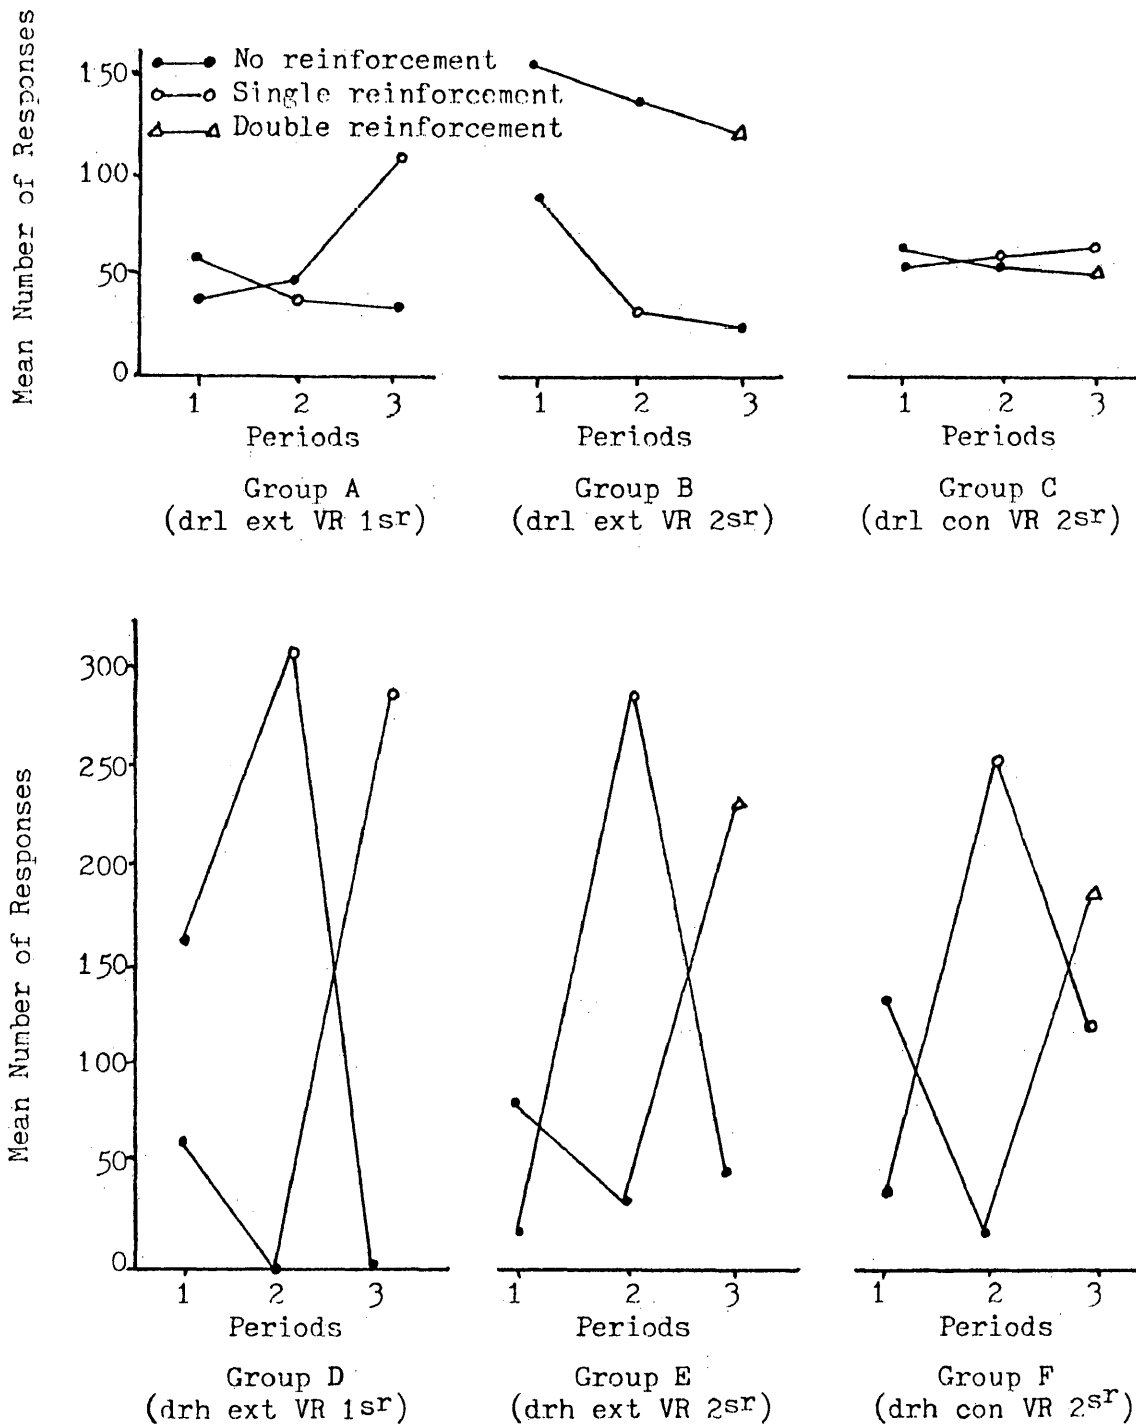 Mean Number of Responses
150
100
50
0
No reinforcement
Single reinforcement
Double reinforcement
1 2 3
Periods
Group A
(drl ext VR 1sr)
1 2 3
Periods
Group B
(drl ext VR 2sr)
1 2 3
Periods
Group C
(drl con VR 2sr)
Mean Number of Responses
300
250
200
150
100
50
0
1 2 3
Periods
Group D
(drh ext VR 1sr)
1 2 3
Periods
Group E
(drh ext VR 2sr)
1 2 3
Periods
Group F
(drh con VR 2sr)